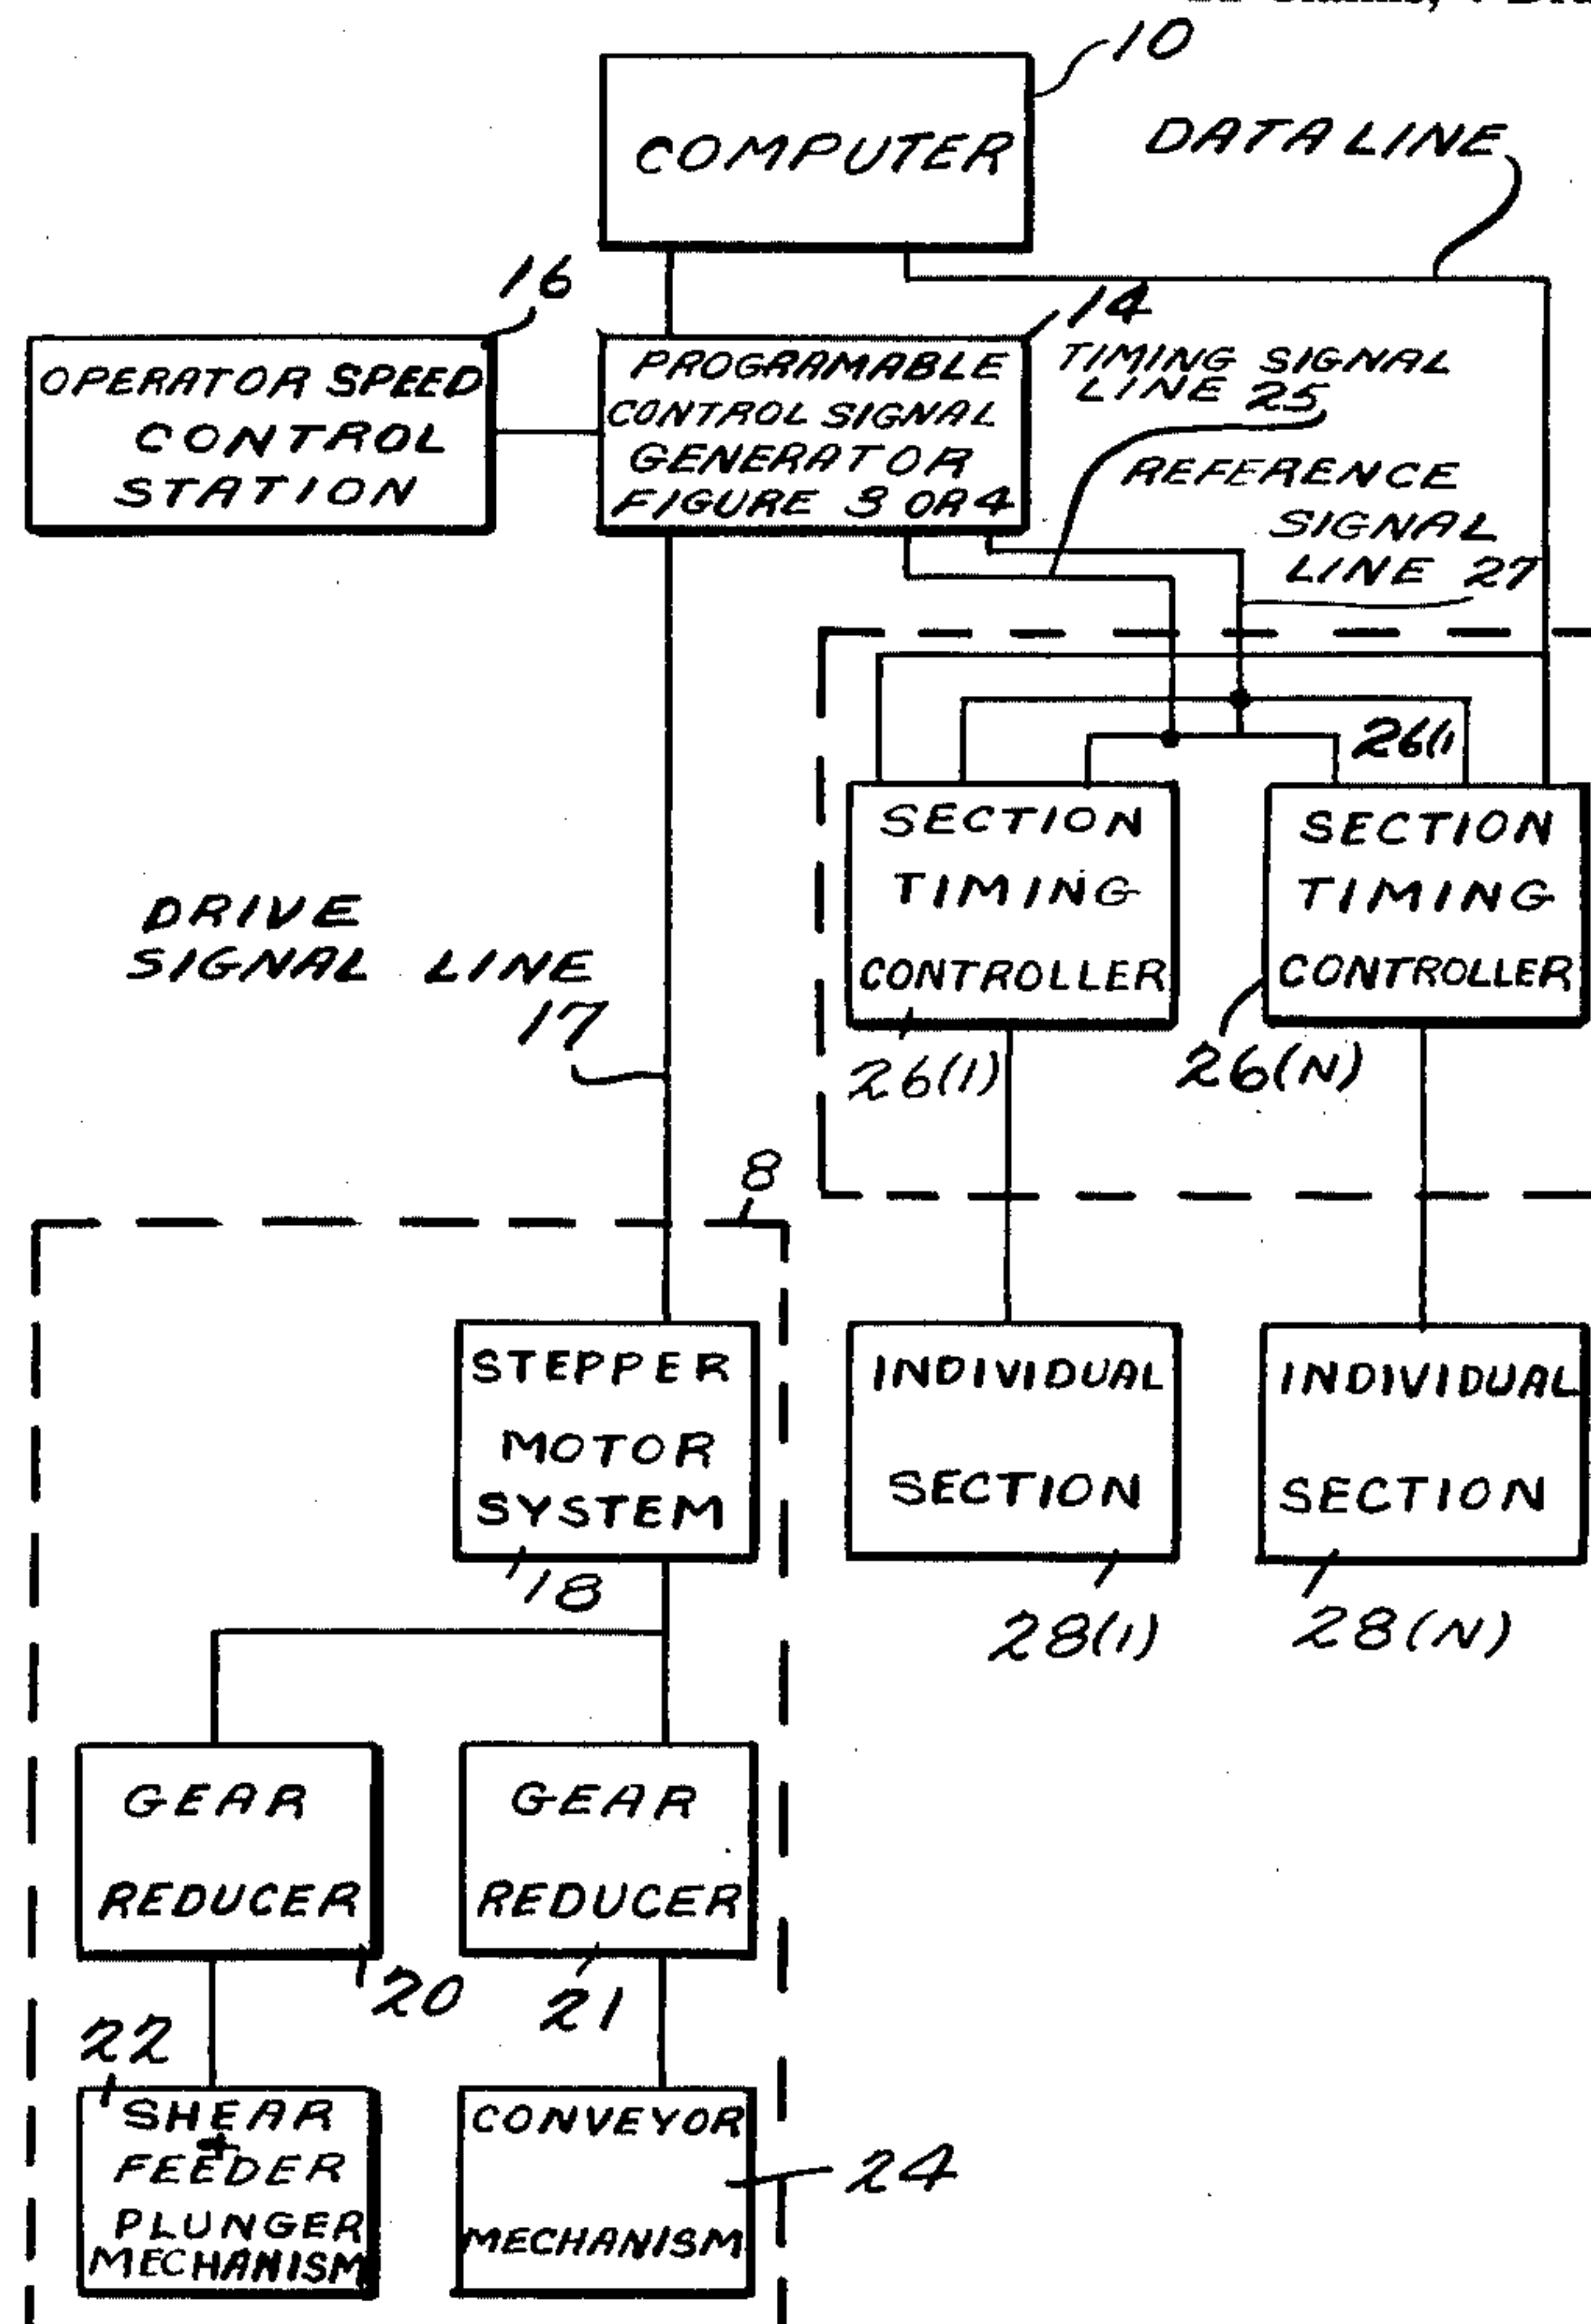 10
COMPUTER
DATA LINE
16
14
OPERATOR SPEED
CONTROL
STATION
PROGRAMABLE
CONTROL SIGNAL
GENERATOR
FIGURE 3 OR 4
TIMING SIGNAL
LINE 25
REFERENCE
SIGNAL
LINE 27
26(1
SECTION
TIMING
CONTROLLER
26(1)
SECTION
TIMING
CONTROLLER
26(N)
DRIVE
SIGNAL LINE
17
8
STEPPER
MOTOR
SYSTEM
18
INDIVIDUAL
SECTION
28(1)
INDIVIDUAL
SECTION
28(N)
GEAR
REDUCER
20
GEAR
REDUCER
21
22
SHEAR
+
FEEDER
PLUNGER
MECHANISM
CONVEYOR
MECHANISM
24